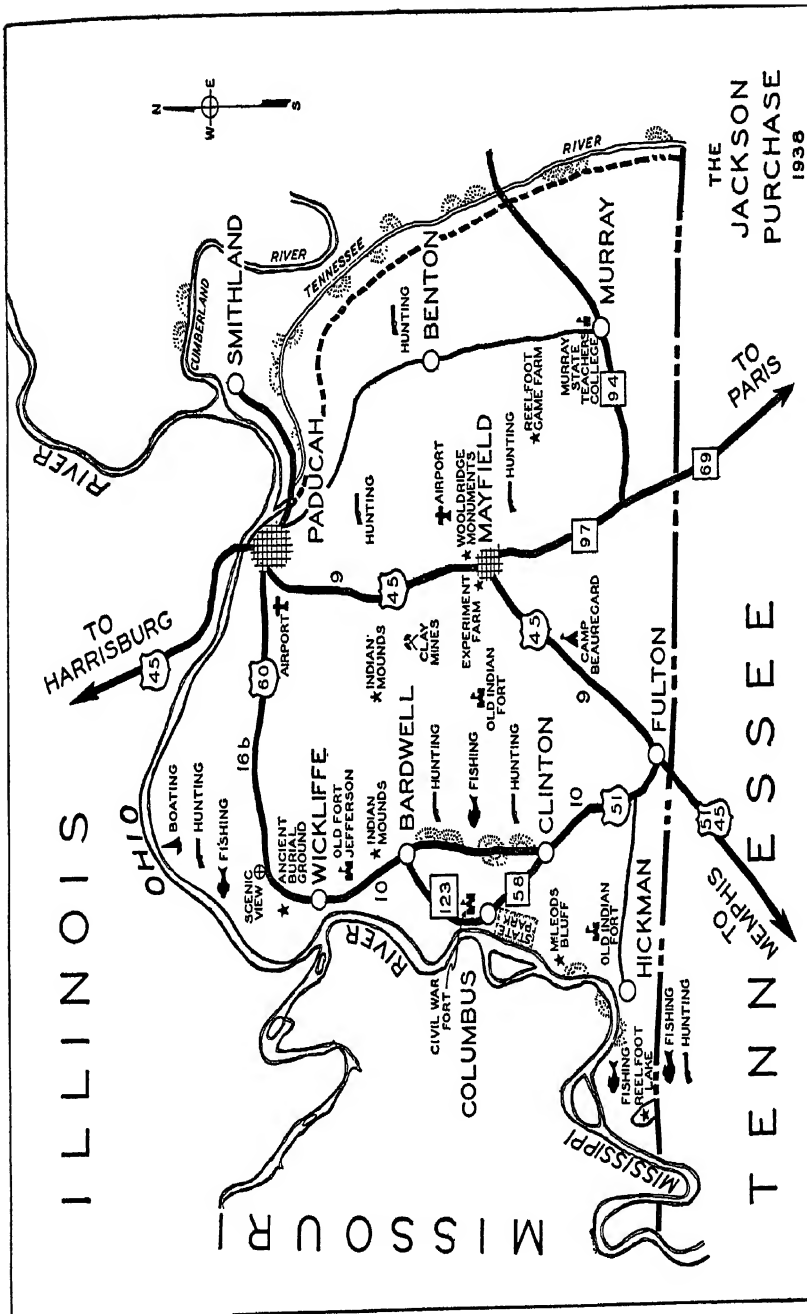 ILLINOIS
MISSOURI
TENNESSEE
THE
JACKSON
PURCHASE
1938
N
W E
S
RIVER
CUMBERLAND
RIVER
SMITHLAND
TENNESSEE
RIVER
TO
HARRISBURG
45
OHIO
BOATING
HUNTING
FISHING
SCENIC
VIEW
ANCIENT
BURIAL
GROUND
WICKLIFFE
OLD FORT
JEFFERSON
INDIAN
MOUNDS
16b
60
AIRPORT
PADUCAH
HUNTING
HUNTING
BENTON
9
45
INDIAN
MOUNDS
CLAY
MINES
AIRPORT
WOOLDRIDGE
MONUMENTS
MAYFIELD
EXPERIMENT
FARM
HUNTING
REELFOOT
GAME FARM
MURRAY
STATE
TEACHERS
COLLEGE
MURRAY
94
97
69
TO
PARIS
10
BARDWELL
HUNTING
FISHING
HUNTING
OLD INDIAN
FORT
123
58
CLINTON
RIVER
CIVIL WAR
FORT
COLUMBUS
STATE
PARK
McLEODS
BLUFF
OLD INDIAN
FORT
HICKMAN
10
51
45
CAMP
BEAUREGARD
9
FULTON
51
45
TO
MEMPHIS
FISHING
REELFOOT
LAKE
FISHING
HUNTING
MISSISSIPPI